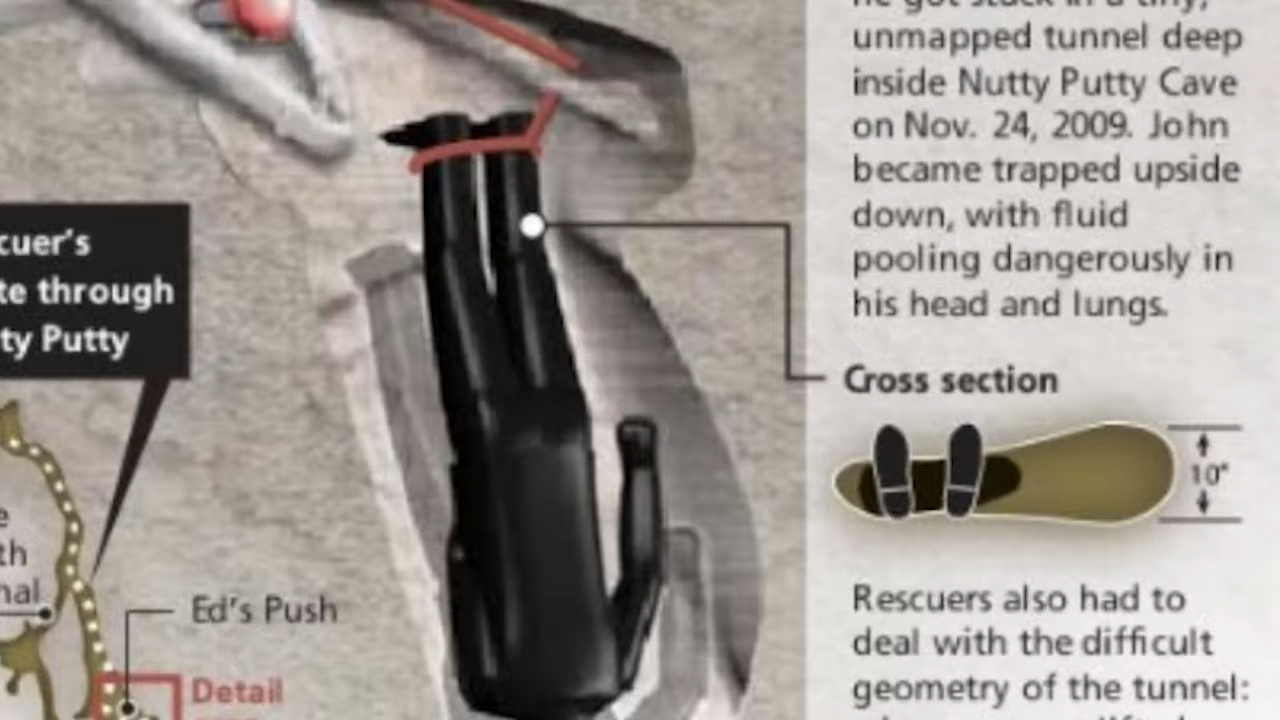 unmapped tunnel deep
inside Nutty Putty Cave
on Nov. 24, 2009. John
became trapped upside
down, with fluid
pooling dangerously in
his head and lungs.
Cross section
10"
Rescuers also had to
deal with the difficult
geometry of the tunnel:
cuer's
te through
ty Putty
e
th
nal
Ed's Push
Detail